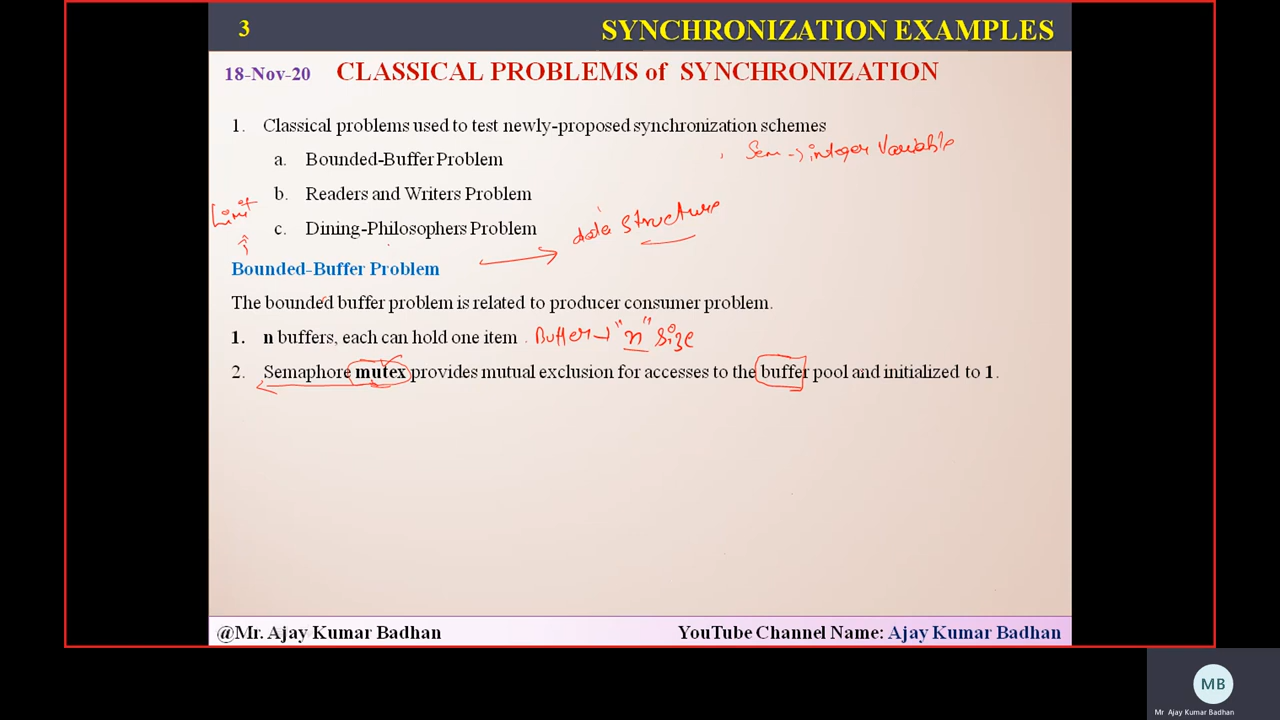 3 SYNCHRONIZATION EXAMPLES
18-Nov-20 CLASSICAL PROBLEMS of SYNCHRONIZATION
1. Classical problems used to test newly-proposed synchronization schemes
Sem → integer Variable
a. Bounded-Buffer Problem
b. Readers and Writers Problem
Limit
data structure
c. Dining-Philosophers Problem
Bounded-Buffer Problem
The bounded buffer problem is related to producer consumer problem.
1. n buffers, each can hold one item . Buffer → "n" size
2. Semaphore mutex provides mutual exclusion for accesses to the buffer pool and initialized to 1.
@Mr. Ajay Kumar Badhan YouTube Channel Name: Ajay Kumar Badhan
MB
Mr Ajay Kumar Badhan